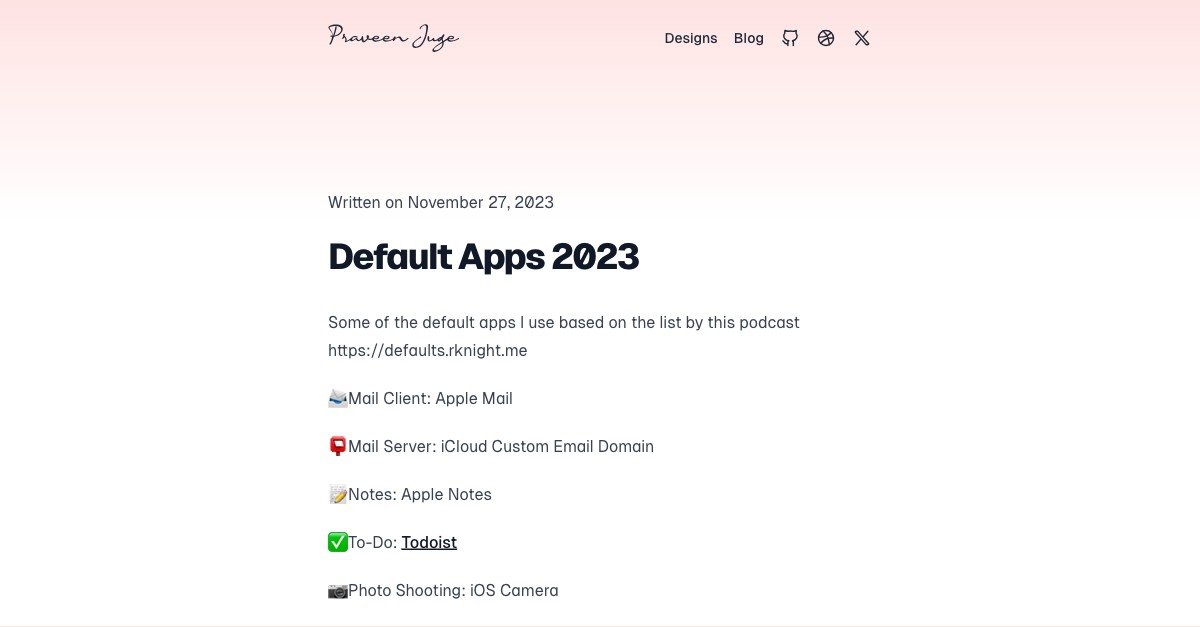 Praveen Juge
Designs Blog
Written on November 27, 2023
Default Apps 2023
Some of the default apps I use based on the list by this podcast
https://defaults.rknight.me
📨Mail Client: Apple Mail
📮Mail Server: iCloud Custom Email Domain
📝Notes: Apple Notes
✅To-Do: Todoist
📷Photo Shooting: iOS Camera